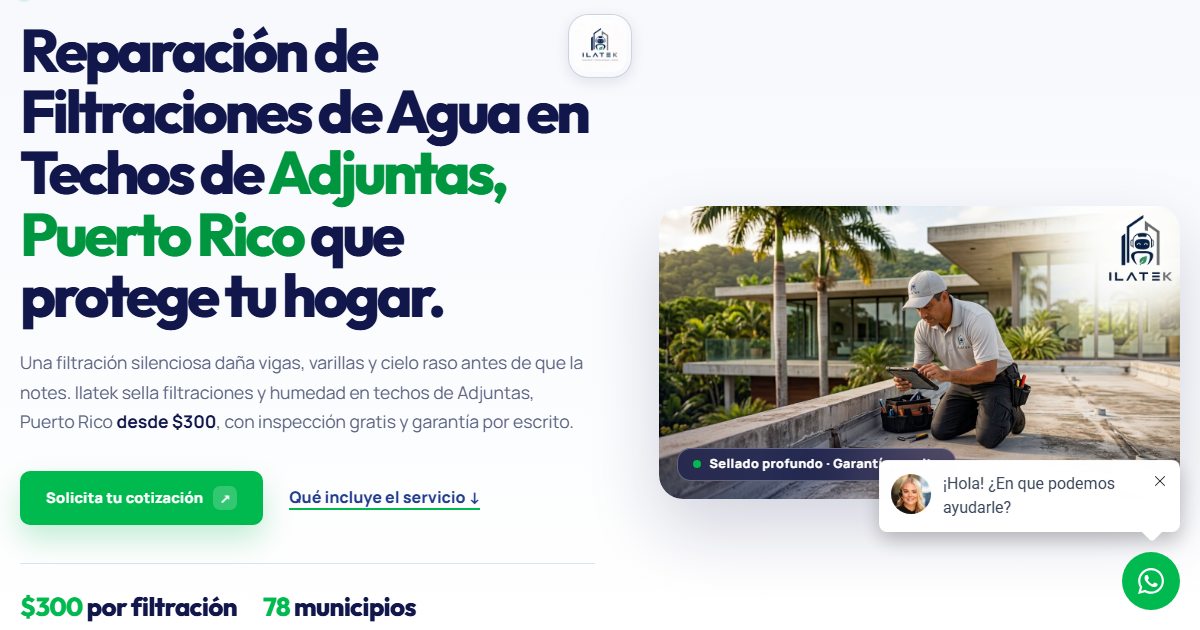 Reparación de
Filtraciones de Agua en
Techos de Adjuntas,
Puerto Rico que
protege tu hogar.
Una filtración silenciosa daña vigas, varillas y cielo raso antes de que la
notes. Ilatek sella filtraciones y humedad en techos de Adjuntas,
Puerto Rico desde $300, con inspección gratis y garantía por escrito.
Solicita tu cotización ↗
Qué incluye el servicio ↓
$300 por filtración
78 municipios
ILATEK
ILATEK
Sellado profundo · Garantía
¡Hola! ¿En que podemos
ayudarle?